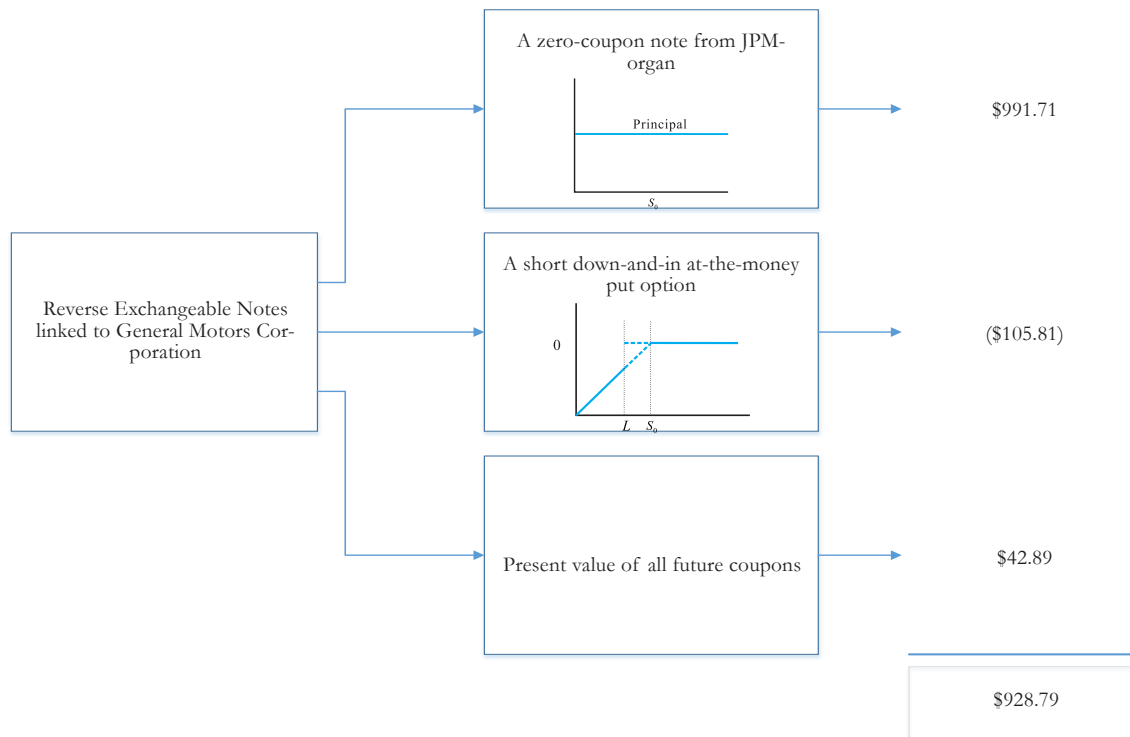 A zero-coupon note from JPM-
organ
Principal
S₀
$991.71
Reverse Exchangeable Notes
linked to General Motors Cor-
poration
A short down-and-in at-the-money
put option
0
L S₀
($105.81)
Present value of all future coupons
$42.89
$928.79